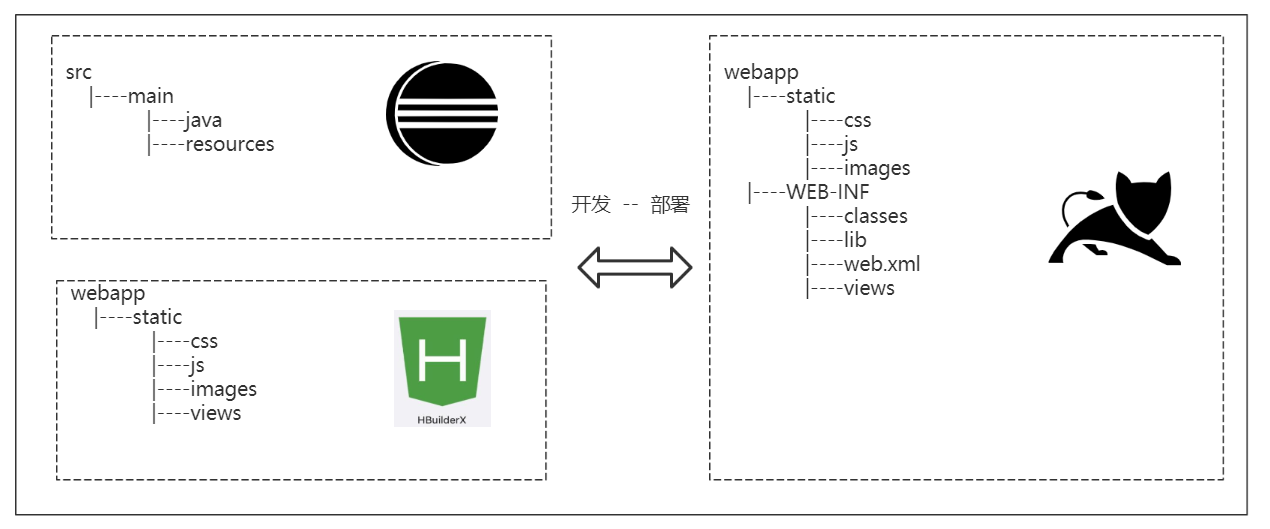 src
|----main
|----java
|----resources
webapp
|----static
|----css
|----js
|----images
|----views
HBuilderX
开发 -- 部署
webapp
|----static
|----css
|----js
|----images
|----WEB-INF
|----classes
|----lib
|----web.xml
|----views